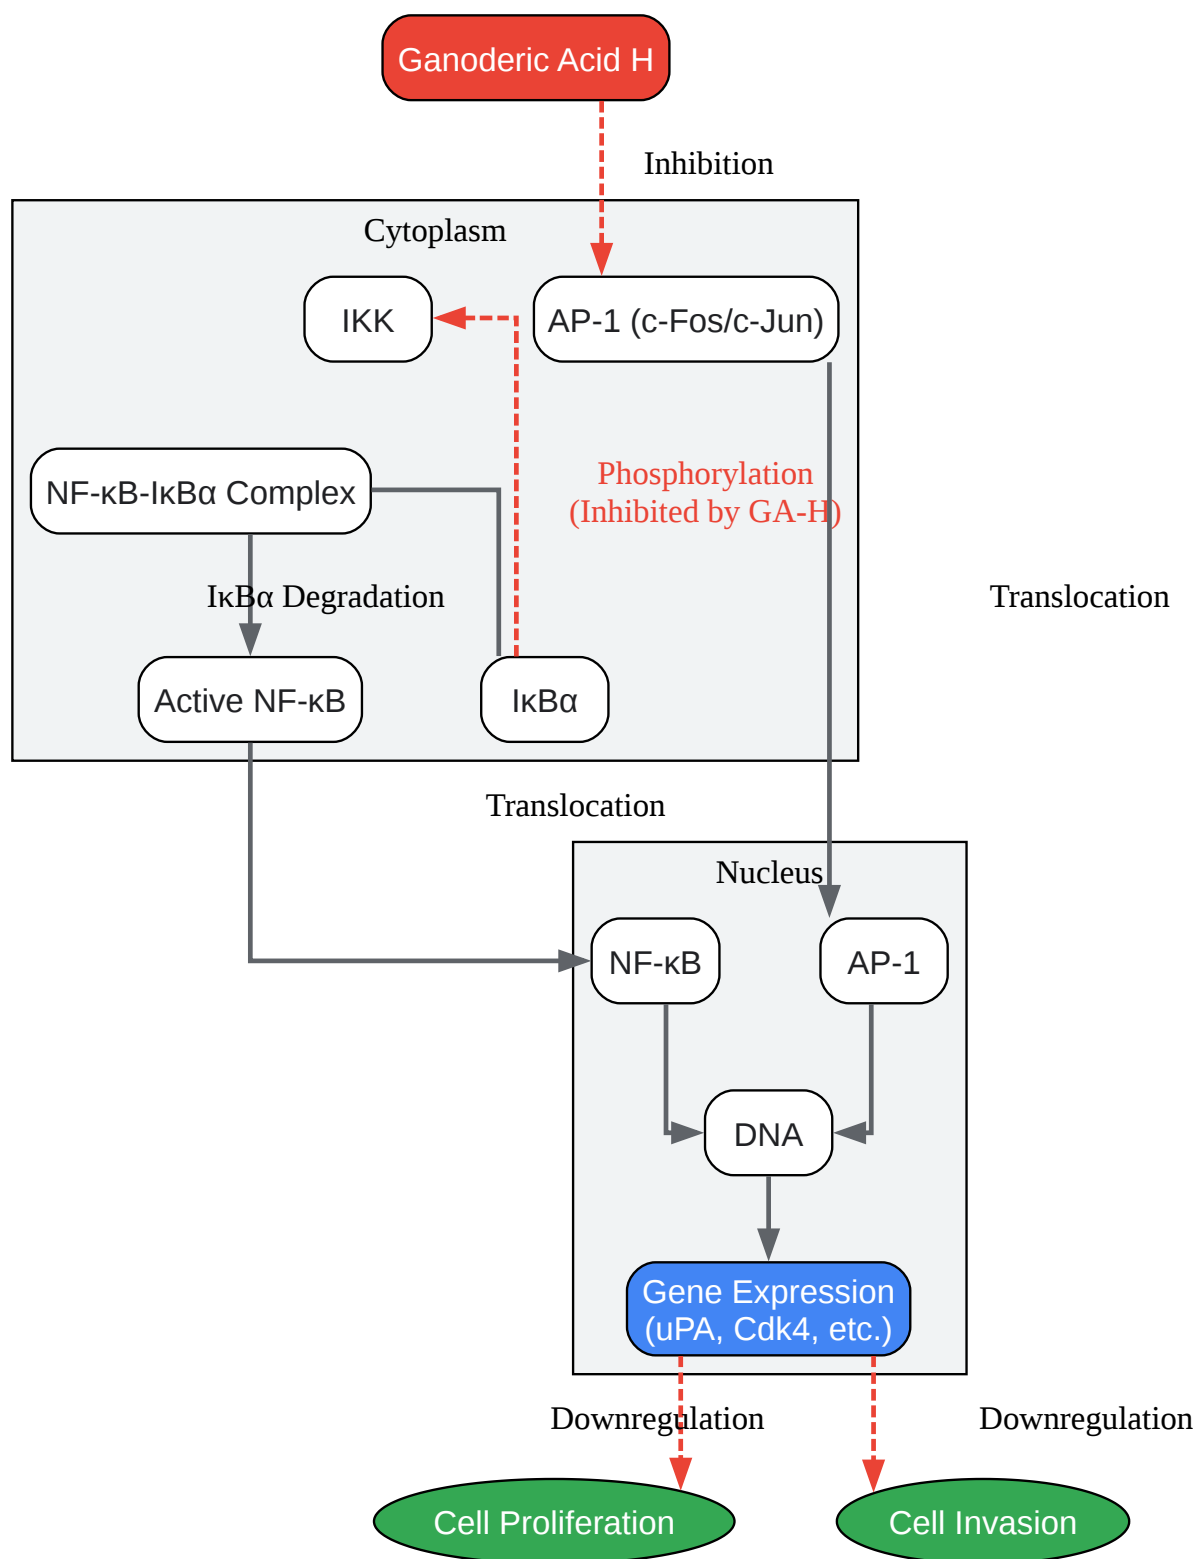 Ganoderic Acid H
Inhibition
Cytoplasm
IKK
AP-1 (c-Fos/c-Jun)
NF-κB-IκBα Complex
Phosphorylation
(Inhibited by GA-H)
IκBα Degradation
Translocation
Active NF-κB
IκBα
Translocation
Nucleus
NF-κB
AP-1
DNA
Gene Expression
(uPA, Cdk4, etc.)
Downregulation
Downregulation
Cell Proliferation
Cell Invasion